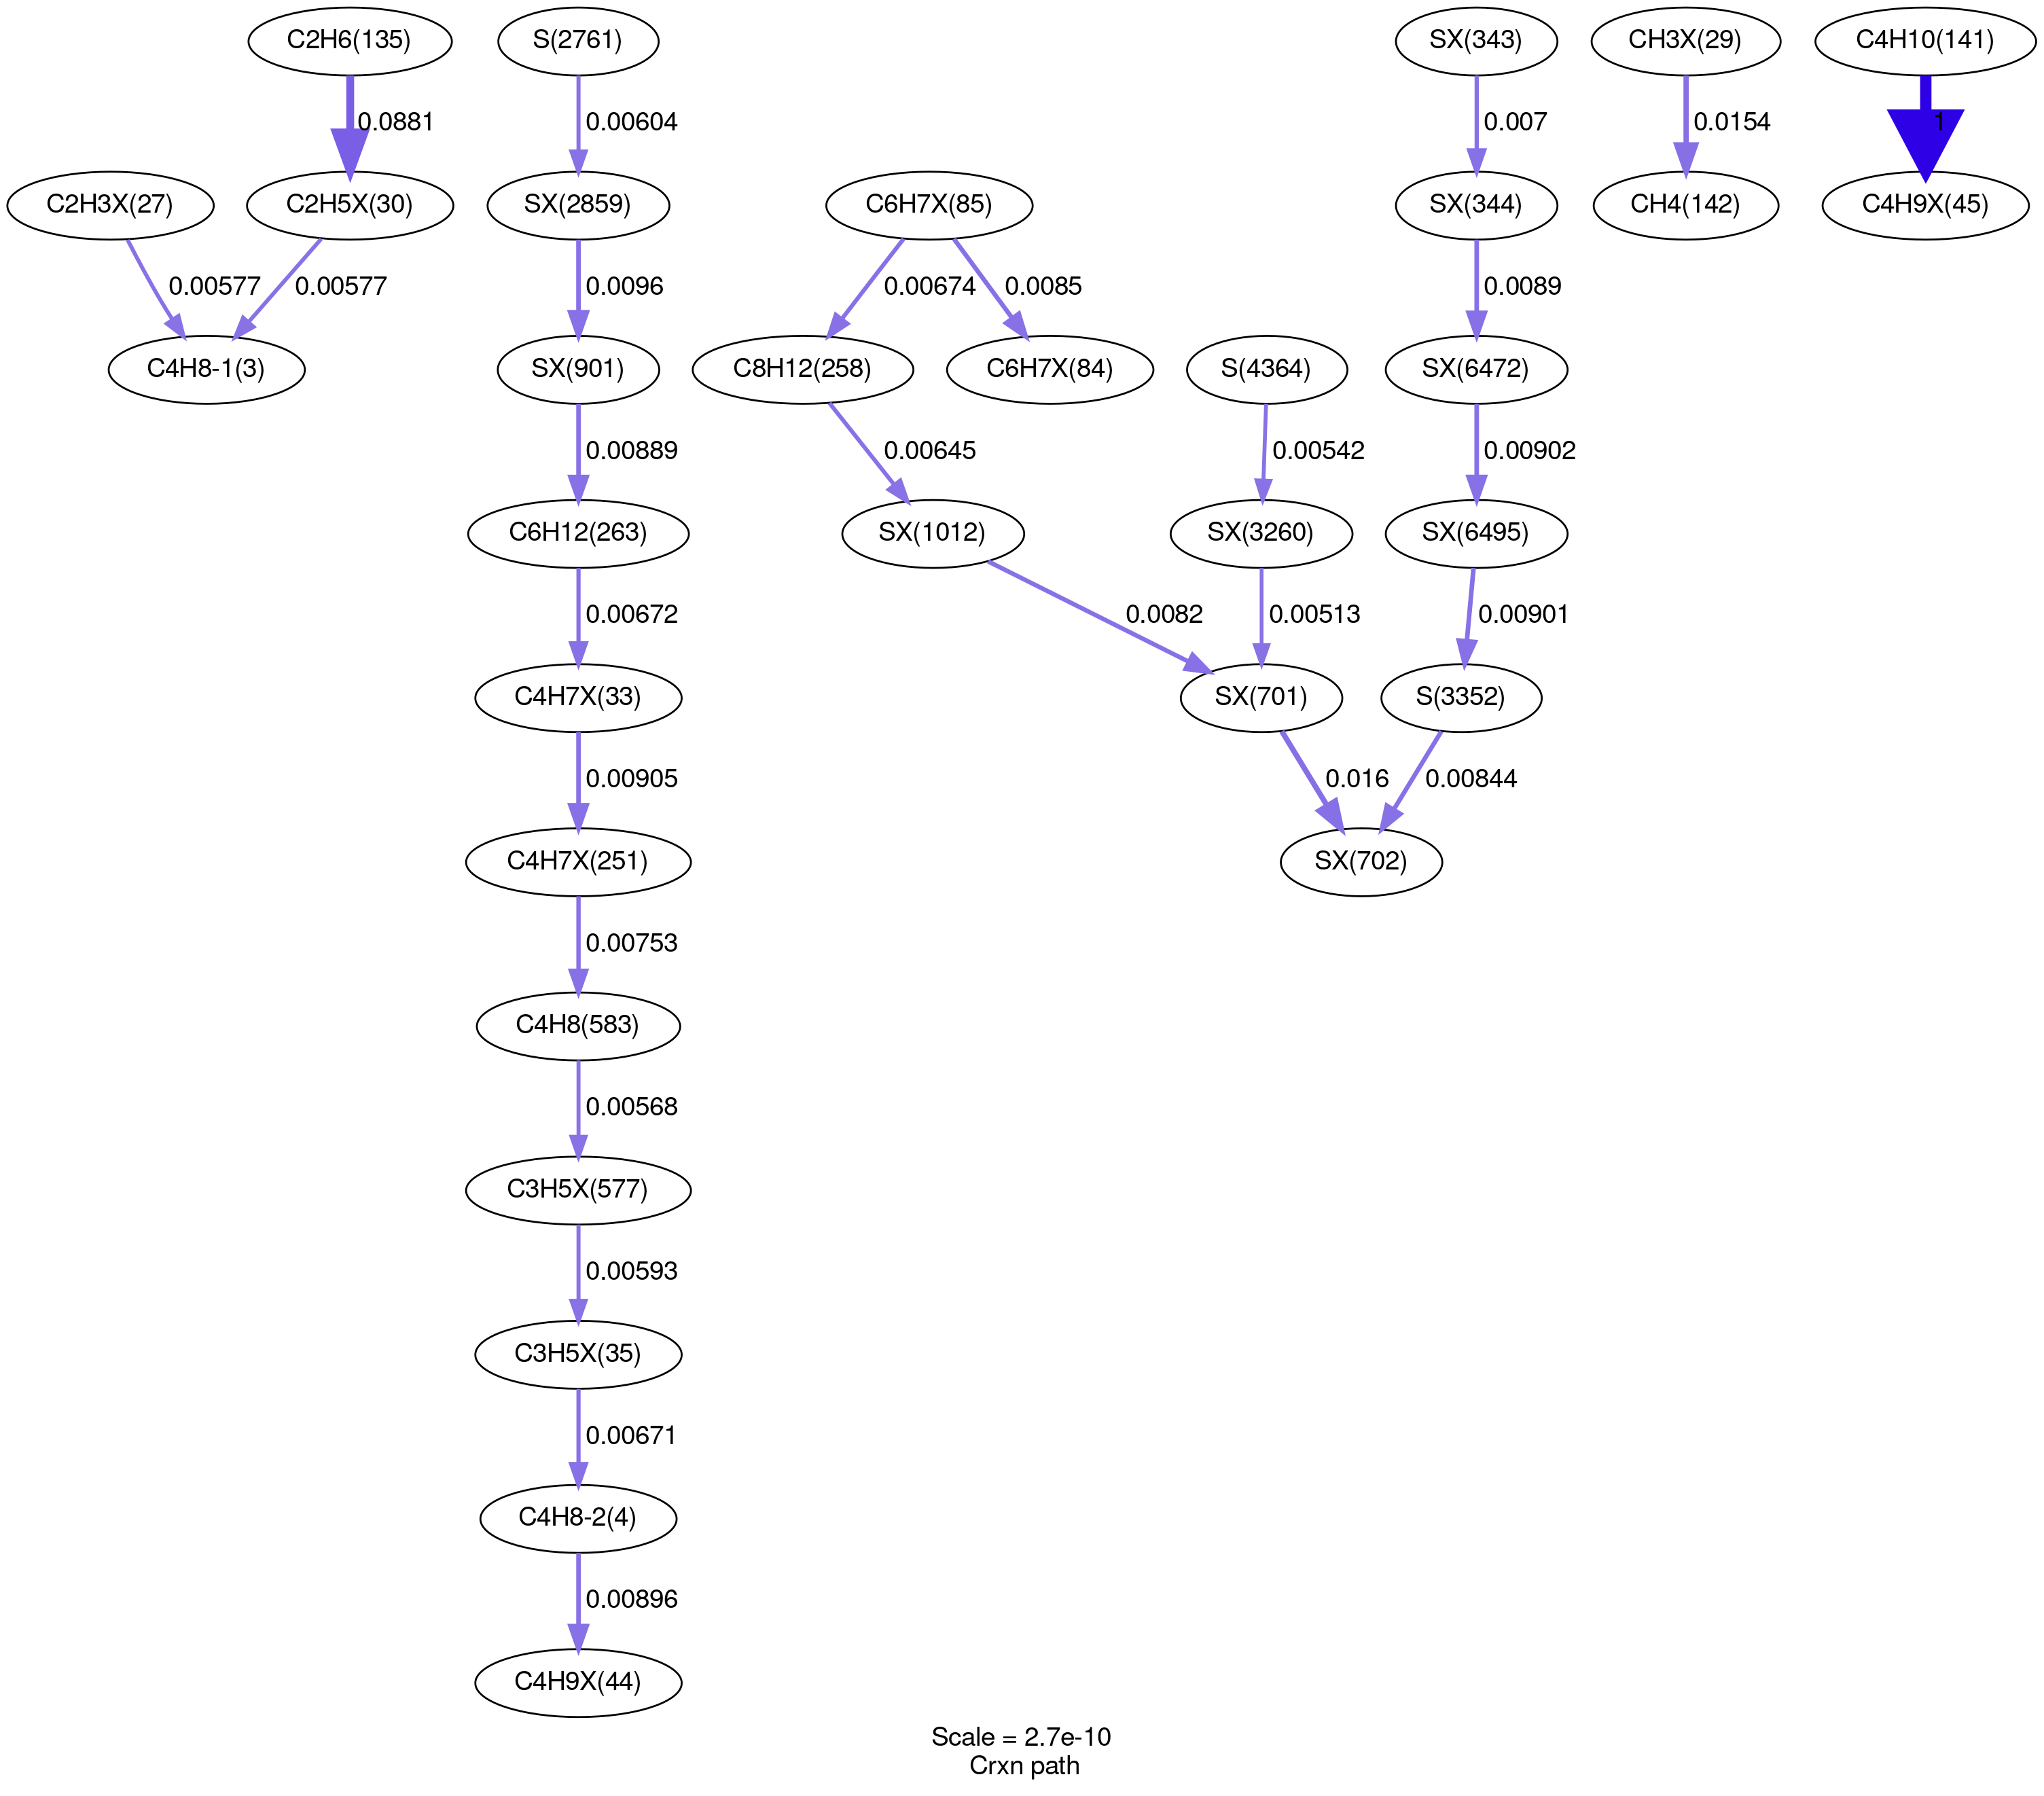 C2H6(135)
S(2761)
SX(343)
CH3X(29)
C4H10(141)
0.0881
0.00604
0.007
0.0154
1
C2H3X(27)
C2H5X(30)
SX(2859)
C6H7X(85)
SX(344)
CH4(142)
C4H9X(45)
0.00577
0.00577
0.0096
0.00674
0.0085
0.0089
C4H8-1(3)
SX(901)
C8H12(258)
C6H7X(84)
S(4364)
SX(6472)
0.00889
0.00645
0.00542
0.00902
C6H12(263)
SX(1012)
SX(3260)
SX(6495)
0.00672
0.0082
0.00513
0.00901
C4H7X(33)
SX(701)
S(3352)
0.00905
0.016
0.00844
C4H7X(251)
SX(702)
0.00753
C4H8(583)
0.00568
C3H5X(577)
0.00593
C3H5X(35)
0.00671
C4H8-2(4)
0.00896
C4H9X(44)
Scale = 2.7e-10
Crxn path